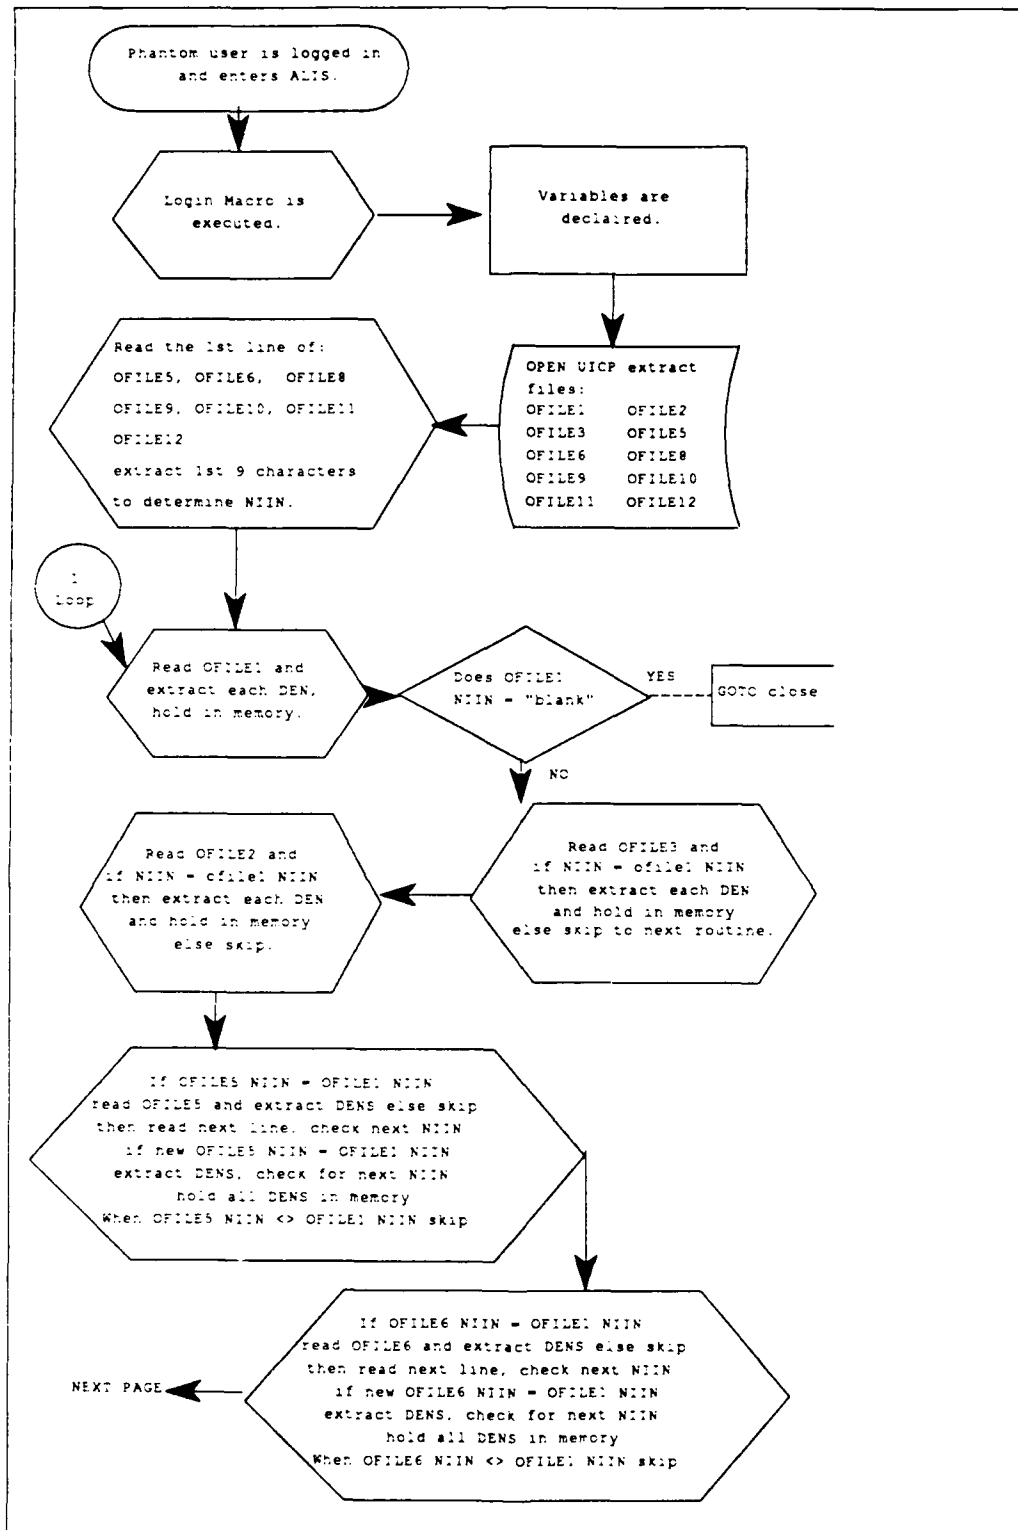 Phantom user is logged in
and enters ALIS.
Login Macro is
executed.
Variables are
declaired.
OPEN UICP extract
files:
OFILE1 OFILE2
OFILE3 OFILE5
OFILE6 OFILE8
OFILE9 OFILE10
OFILE11 OFILE12
Read the 1st line of:
OFILE5, OFILE6, OFILE8
OFILE9, OFILE10, OFILE11
OFILE12
extract 1st 9 characters
to determine NIIN.
1
Loop
Read OFILE1 and
extract each DEN,
hold in memory.
Does OFILE1
NIIN = "blank"
YES
GOTO close
NO
Read OFILE3 and
if NIIN = ofile1 NIIN
then extract each DEN
and hold in memory
else skip to next routine.
Read OFILE2 and
if NIIN = ofile1 NIIN
then extract each DEN
and hold in memory
else skip.
If OFILE5 NIIN = OFILE1 NIIN
read OFILE5 and extract DENS else skip
then read next line, check next NIIN
if new OFILE5 NIIN = OFILE1 NIIN
extract DENS, check for next NIIN
hold all DENS in memory
When OFILE5 NIIN <> OFILE1 NIIN skip
If OFILE6 NIIN = OFILE1 NIIN
read OFILE6 and extract DENS else skip
then read next line, check next NIIN
if new OFILE6 NIIN = OFILE1 NIIN
extract DENS, check for next NIIN
hold all DENS in memory
When OFILE6 NIIN <> OFILE1 NIIN skip
NEXT PAGE